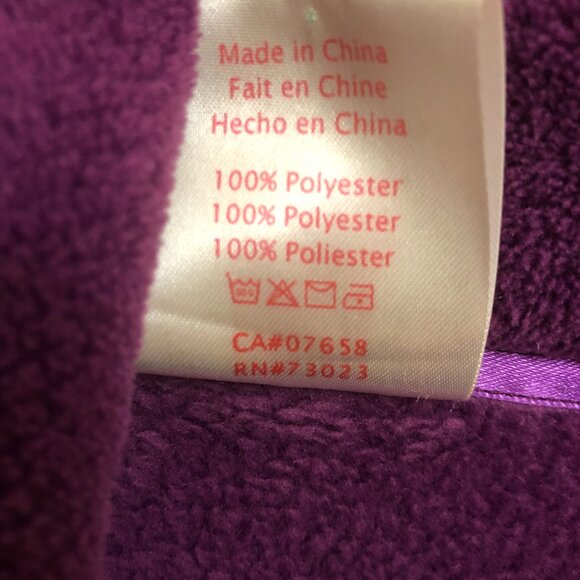 Made in China
Fait en Chine
Hecho en China
100% Polyester
100% Polyester
100% Poliester
CA#07658
RN#73023